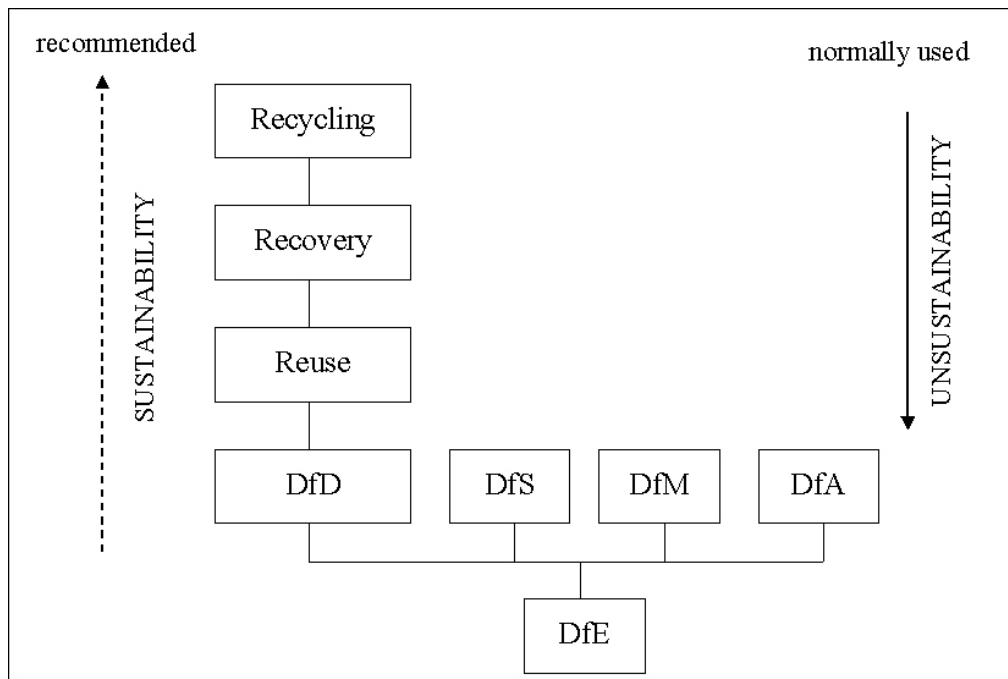 recommended
normally used
Recycling
SUSTAINABILITY
UNSUSTAINABILITY
Recovery
Reuse
DfD
DfS
DfM
DfA
DfE